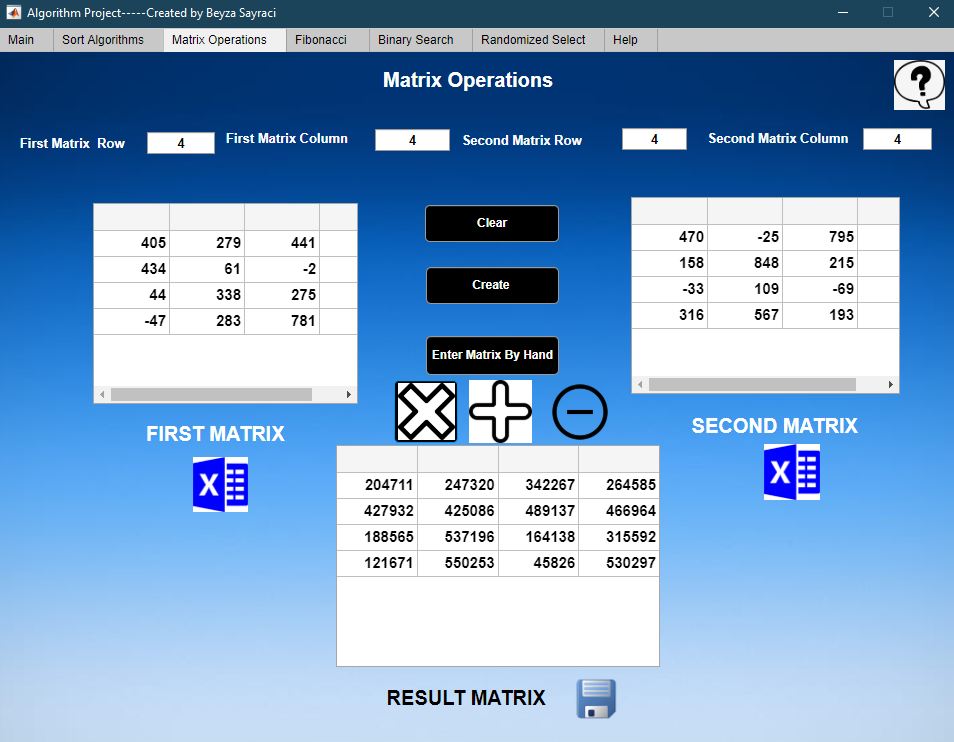 Algorithm Project-----Created by Beyza Sayraci
Main Sort Algorithms Matrix Operations Fibonacci Binary Search Randomized Select Help
Matrix Operations
?
First Matrix Row 4 First Matrix Column 4 Second Matrix Row 4 Second Matrix Column 4
405 279 441
434 61 -2
44 338 275
-47 283 781
Clear
Create
Enter Matrix By Hand
470 -25 795
158 848 215
-33 109 -69
316 567 193
FIRST MATRIX
X
SECOND MATRIX
X
204711 247320 342267 264585
427932 425086 489137 466964
188565 537196 164138 315592
121671 550253 45826 530297
RESULT MATRIX